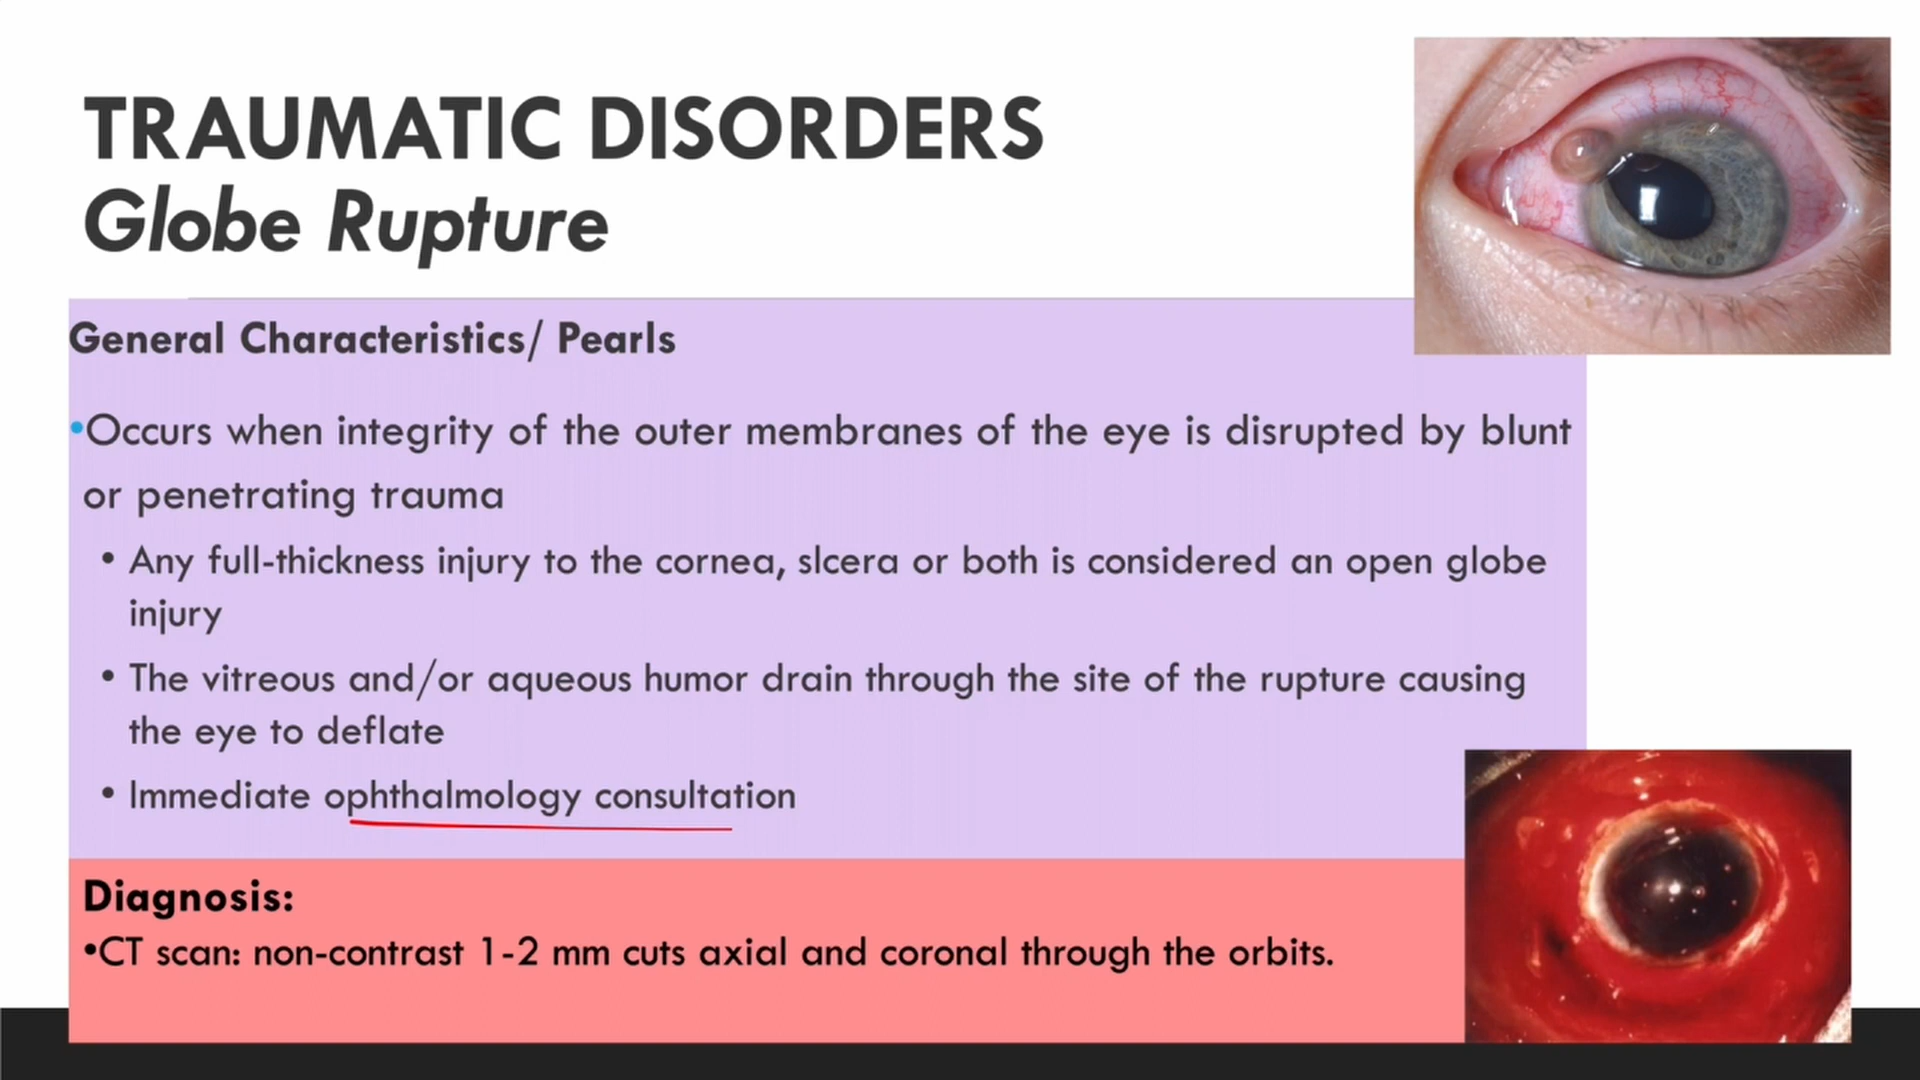 TRAUMATIC DISORDERS
Globe Rupture
General Characteristics/ Pearls
•Occurs when integrity of the outer membranes of the eye is disrupted by blunt
or penetrating trauma
• Any full-thickness injury to the cornea, slcera or both is considered an open globe
injury
• The vitreous and/or aqueous humor drain through the site of the rupture causing
the eye to deflate
• Immediate ophthalmology consultation
Diagnosis:
•CT scan: non-contrast 1-2 mm cuts axial and coronal through the orbits.